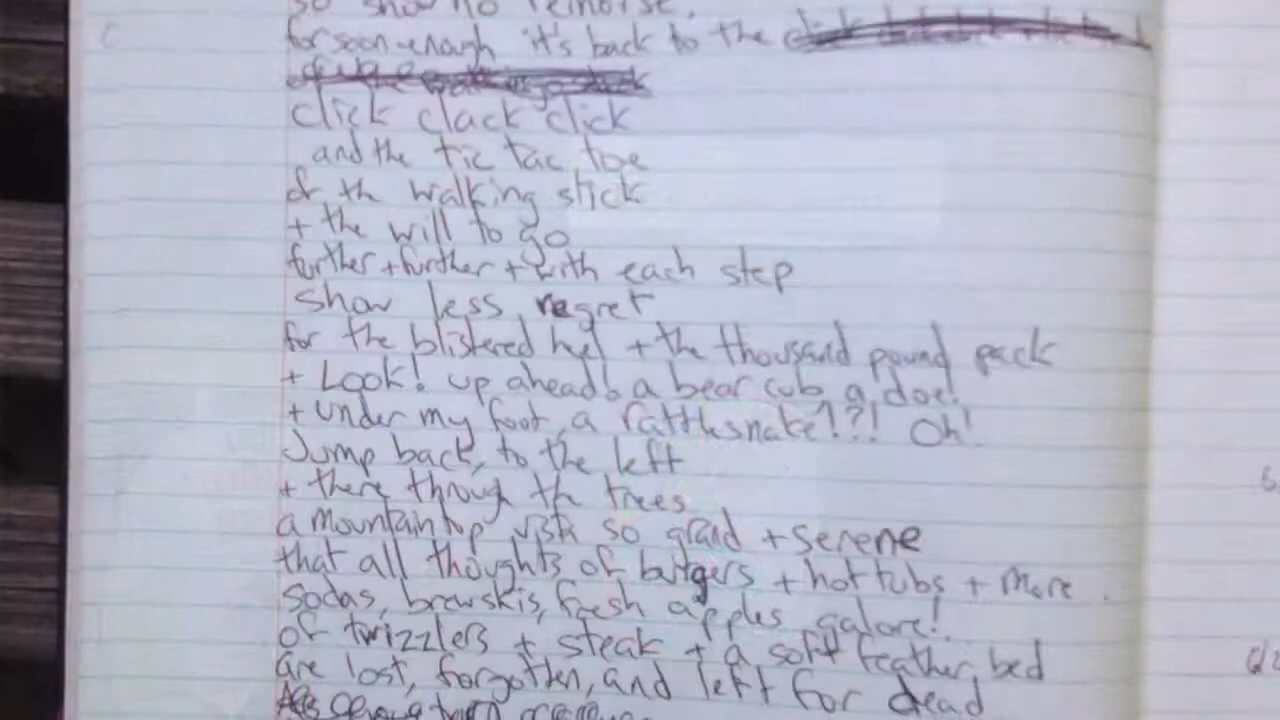 so show no remorse.
for soon enough it's back to the
click clack click
and the tic tac toe
of the walking stick
+ the will to go
further + further + with each step
show less regret
for the blistered heel + the thousand pound pack
+ Look! up ahead! a bear cub, a doe!
+ under my foot, a rattlesnake!?! Oh!
Jump back, to the left
+ there through the trees
a mountaintop vista so grand + serene
that all thoughts of burgers + hot tubs + more
sodas, brewskis, fresh apples galore!
of twizzlers + steak + a soft feather bed
are lost, forgotten, and left for dead